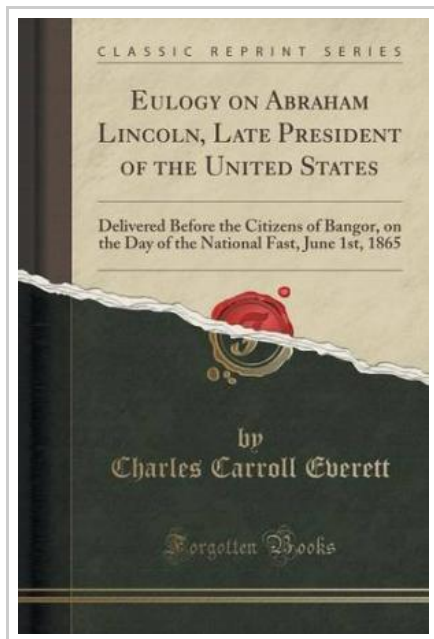 CLASSIC REPRINT SERIES
EULOGY ON ABRAHAM
LINCOLN, LATE PRESIDENT
OF THE UNITED STATES
Delivered Before the Citizens of Bangor, on
the Day of the National Fast, June 1st, 1865
by
Charles Carroll Everett
Forgotten Books